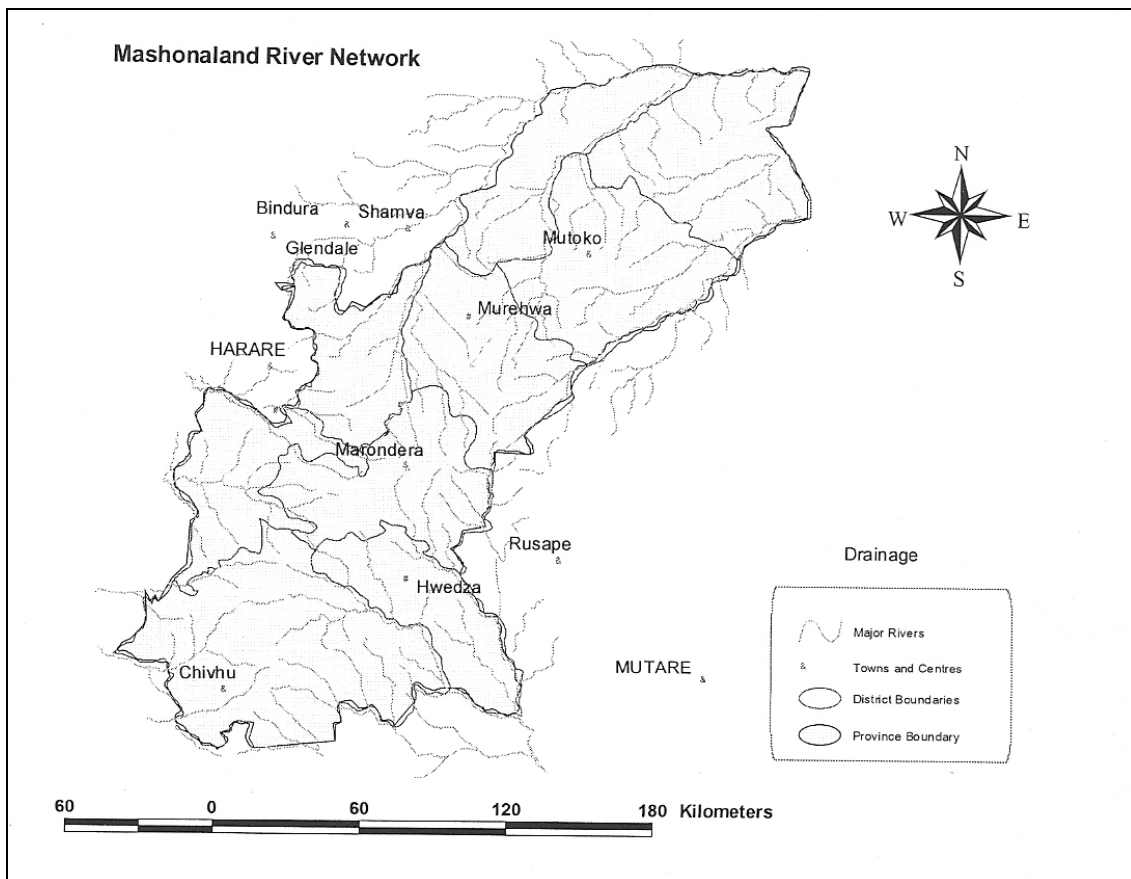 Mashonaland River Network
N
W
E
S
Bindura
Shamva
Glendale
Mutoko
Murehwa
HARARE
Marondera
Rusape
Hwedza
MUTARE
Chivhu
Drainage
Major Rivers
Towns and Centres
District Boundaries
Province Boundary
60 0 60 120 180 Kilometers